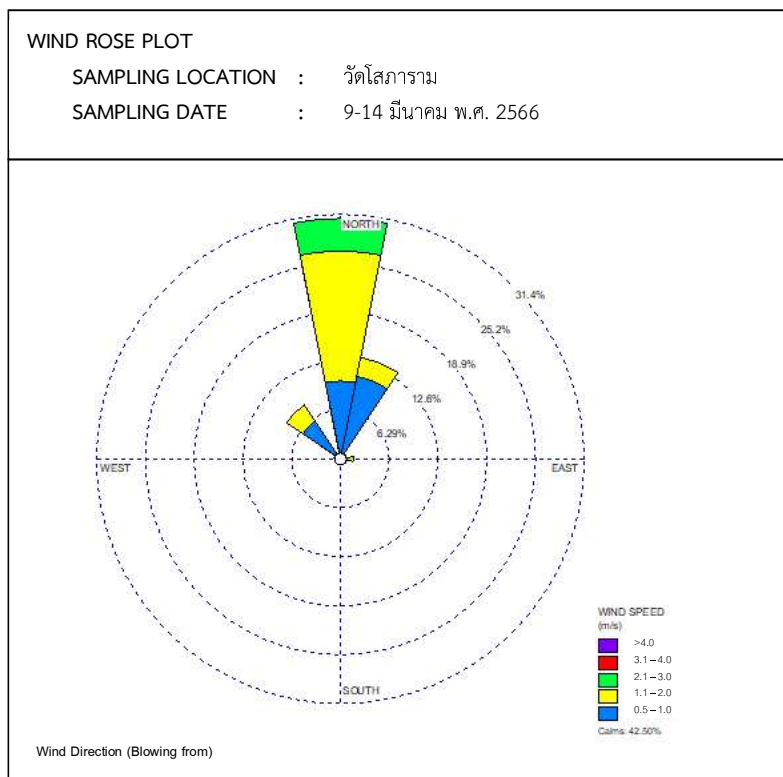 WIND ROSE PLOT
SAMPLING LOCATION : วัดโสภาราม
SAMPLING DATE : 9-14 มีนาคม พ.ศ. 2566
NORTH
31.4%
25.2%
18.9%
12.6%
6.29%
WEST
EAST
SOUTH
WIND SPEED
(m/s)
>4.0
3.1-4.0
2.1-3.0
1.1-2.0
0.5-1.0
Calms: 42.50%
Wind Direction (Blowing from)